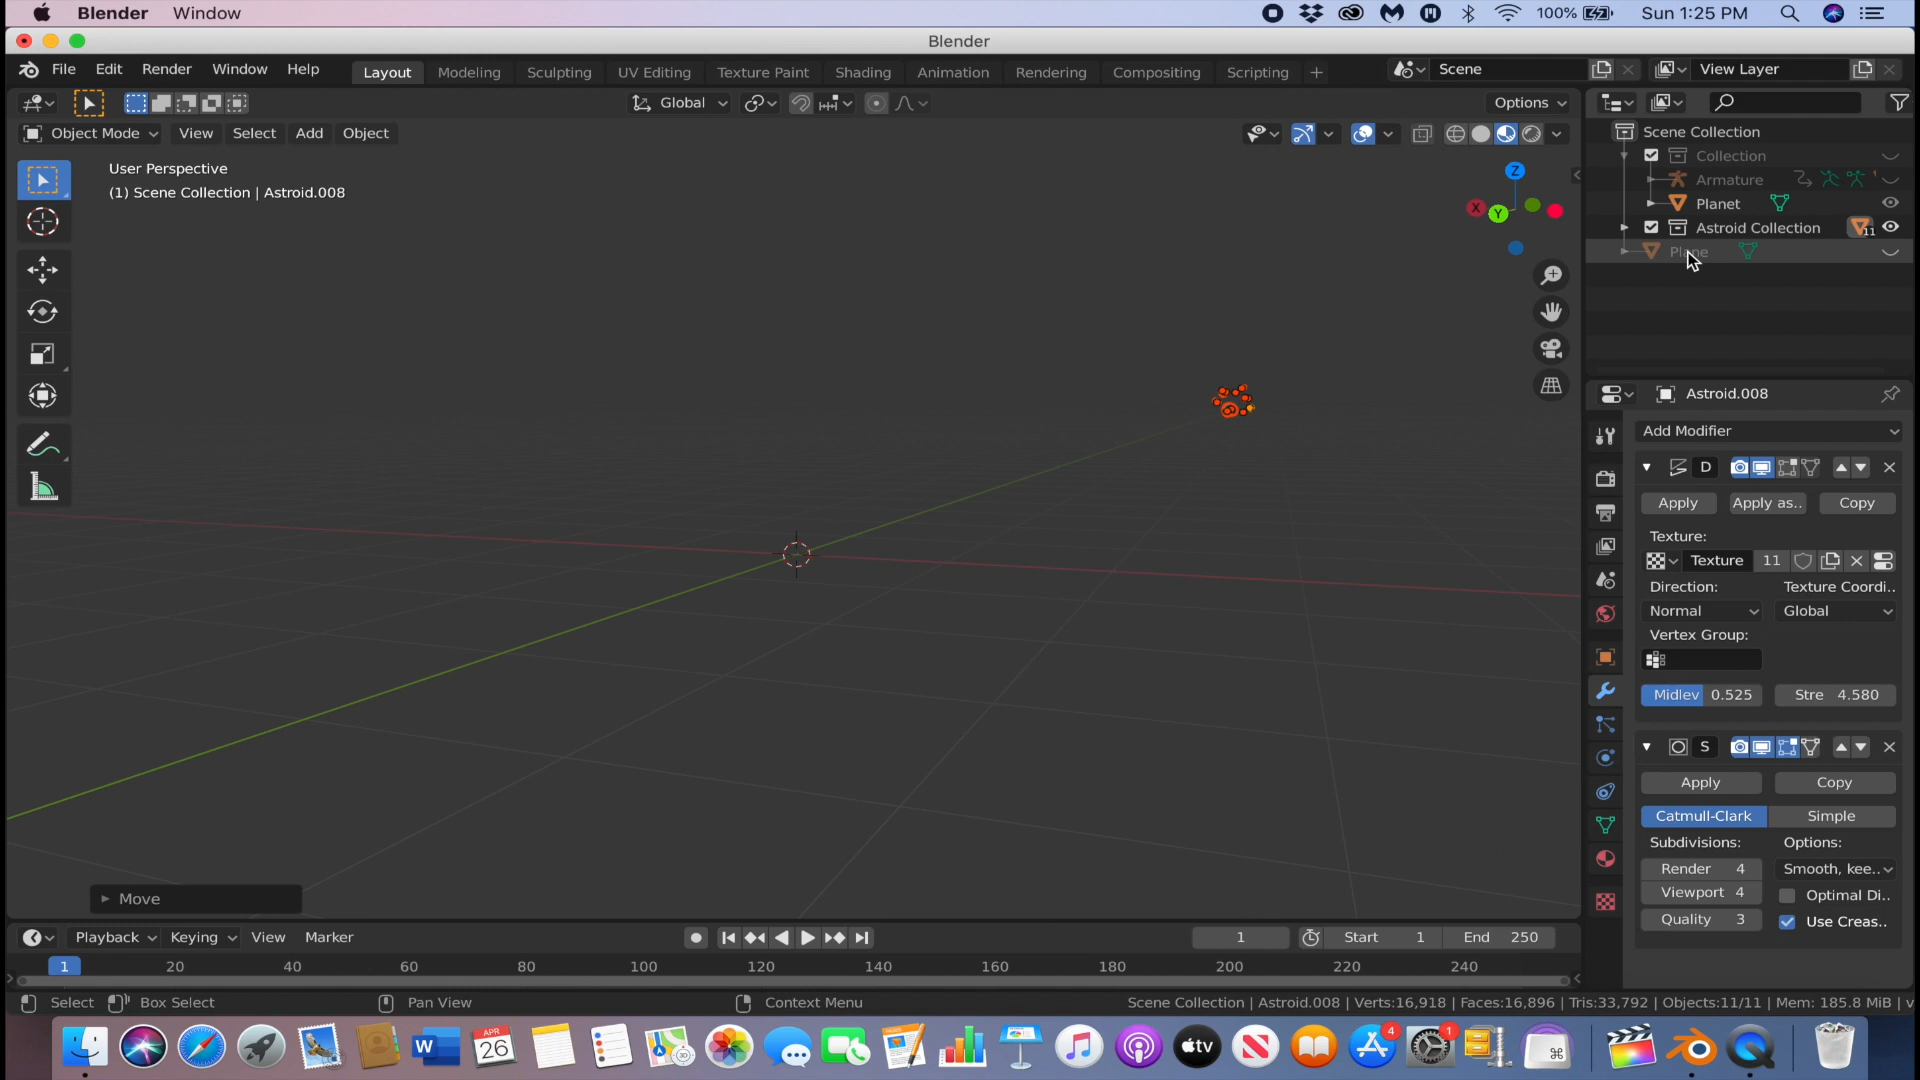 Blender Window 100% Sun 1:25 PM
Blender
File Edit Render Window Help Layout Modeling Sculpting UV Editing Texture Paint Shading Animation Rendering Compositing Scripting + Scene View Layer
Global Options
Object Mode View Select Add Object
Scene Collection
Collection
Armature
Planet
Astroid Collection 11
Plane
User Perspective
(1) Scene Collection | Astroid.008
Z
X Y
Astroid.008
Add Modifier
D
Apply Apply as.. Copy
Texture:
Texture 11
Direction: Texture Coordi..
Normal Global
Vertex Group:
Midlev 0.525 Stre 4.580
S
Apply Copy
Catmull-Clark Simple
Subdivisions: Options:
Render 4 Smooth, kee..
Viewport 4 Optimal Di..
Quality 3 Use Creas..
Move
Playback Keying View Marker 1 Start 1 End 250
1 20 40 60 80 100 120 140 160 180 200 220 240
Select Box Select Pan View Context Menu Scene Collection | Astroid.008 | Verts:16,918 | Faces:16,896 | Tris:33,792 | Objects:11/11 | Mem: 185.8 MiB | v
W APR 26 tv 4 1